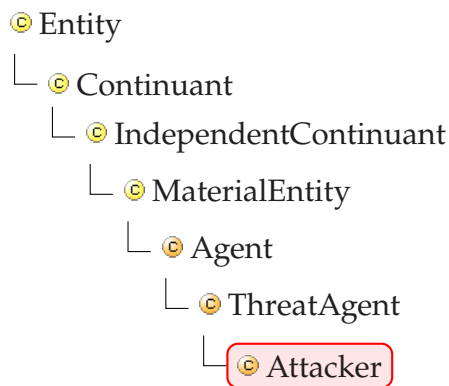 C Entity
C Continuant
C IndependentContinuant
C MaterialEntity
C Agent
C ThreatAgent
C Attacker